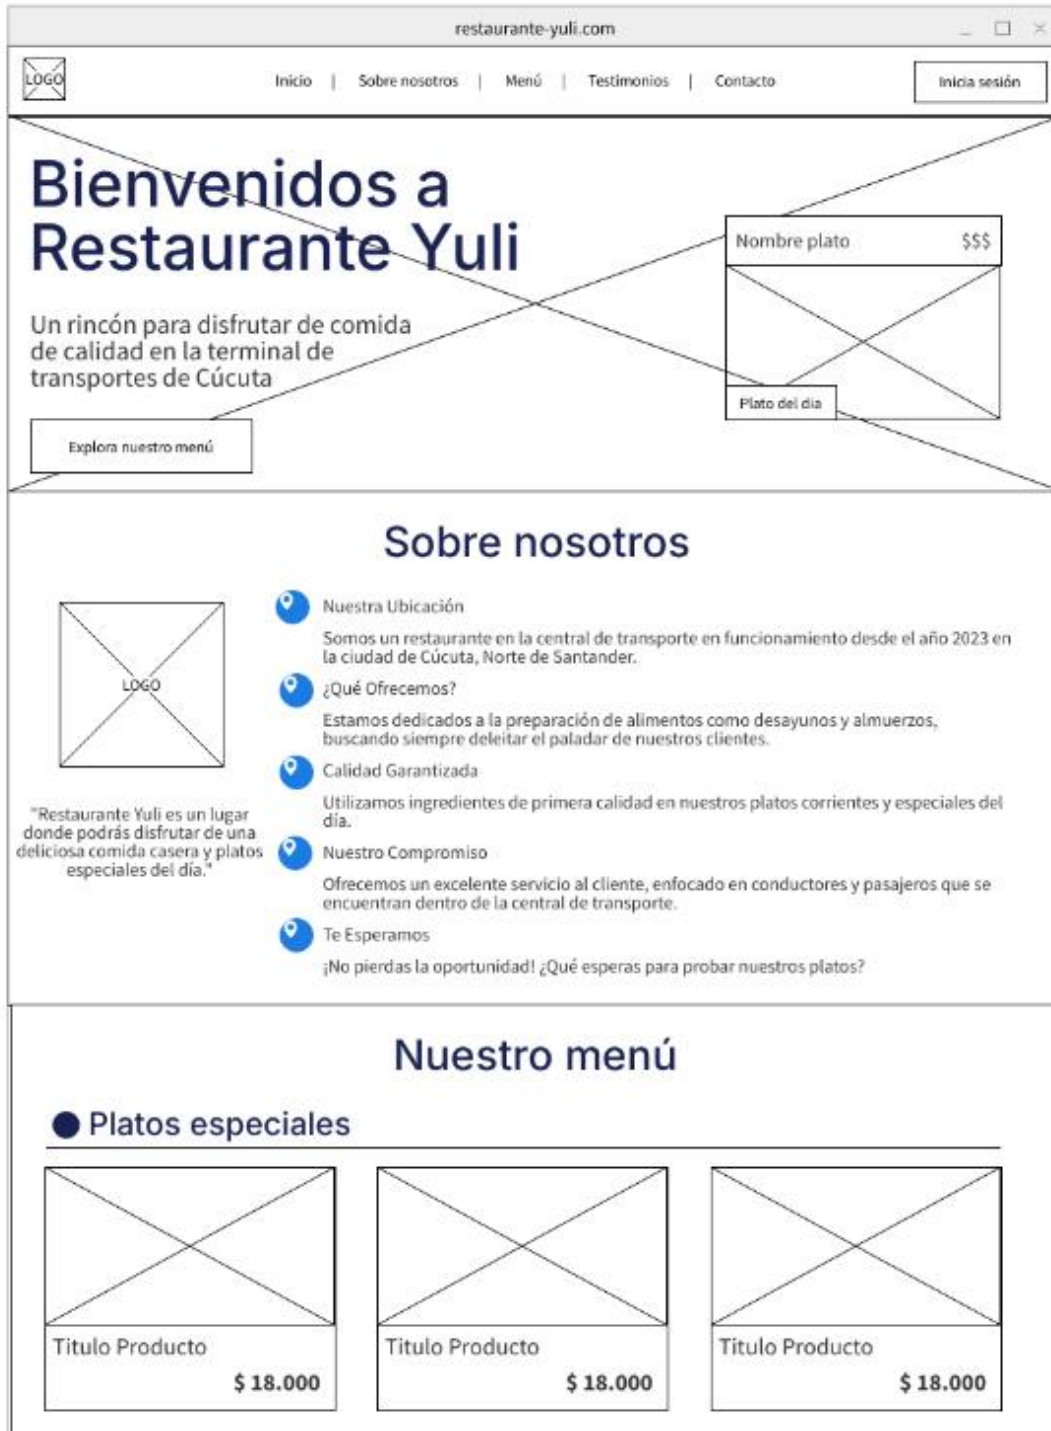 restaurante-yuli.com
LOGO
Inicio | Sobre nosotros | Menú | Testimonios | Contacto
Inicia sesión
Bienvenidos a
Restaurante Yuli
Un rincón para disfrutar de comida
de calidad en la terminal de
transportes de Cúcuta
Explora nuestro menú
Nombre plato $$$
Plato del dia
Sobre nosotros
LOGO
"Restaurante Yuli es un lugar
donde podrás disfrutar de una
deliciosa comida casera y platos
especiales del día."
Nuestra Ubicación
Somos un restaurante en la central de transporte en funcionamiento desde el año 2023 en
la ciudad de Cúcuta, Norte de Santander.
¿Qué Ofrecemos?
Estamos dedicados a la preparación de alimentos como desayunos y almuerzos,
buscando siempre deleitar el paladar de nuestros clientes.
Calidad Garantizada
Utilizamos ingredientes de primera calidad en nuestros platos corrientes y especiales del
día.
Nuestro Compromiso
Ofrecemos un excelente servicio al cliente, enfocado en conductores y pasajeros que se
encuentran dentro de la central de transporte.
Te Esperamos
¡No pierdas la oportunidad! ¿Qué esperas para probar nuestros platos?
Nuestro menú
Platos especiales
Titulo Producto
$ 18.000
Titulo Producto
$ 18.000
Titulo Producto
$ 18.000